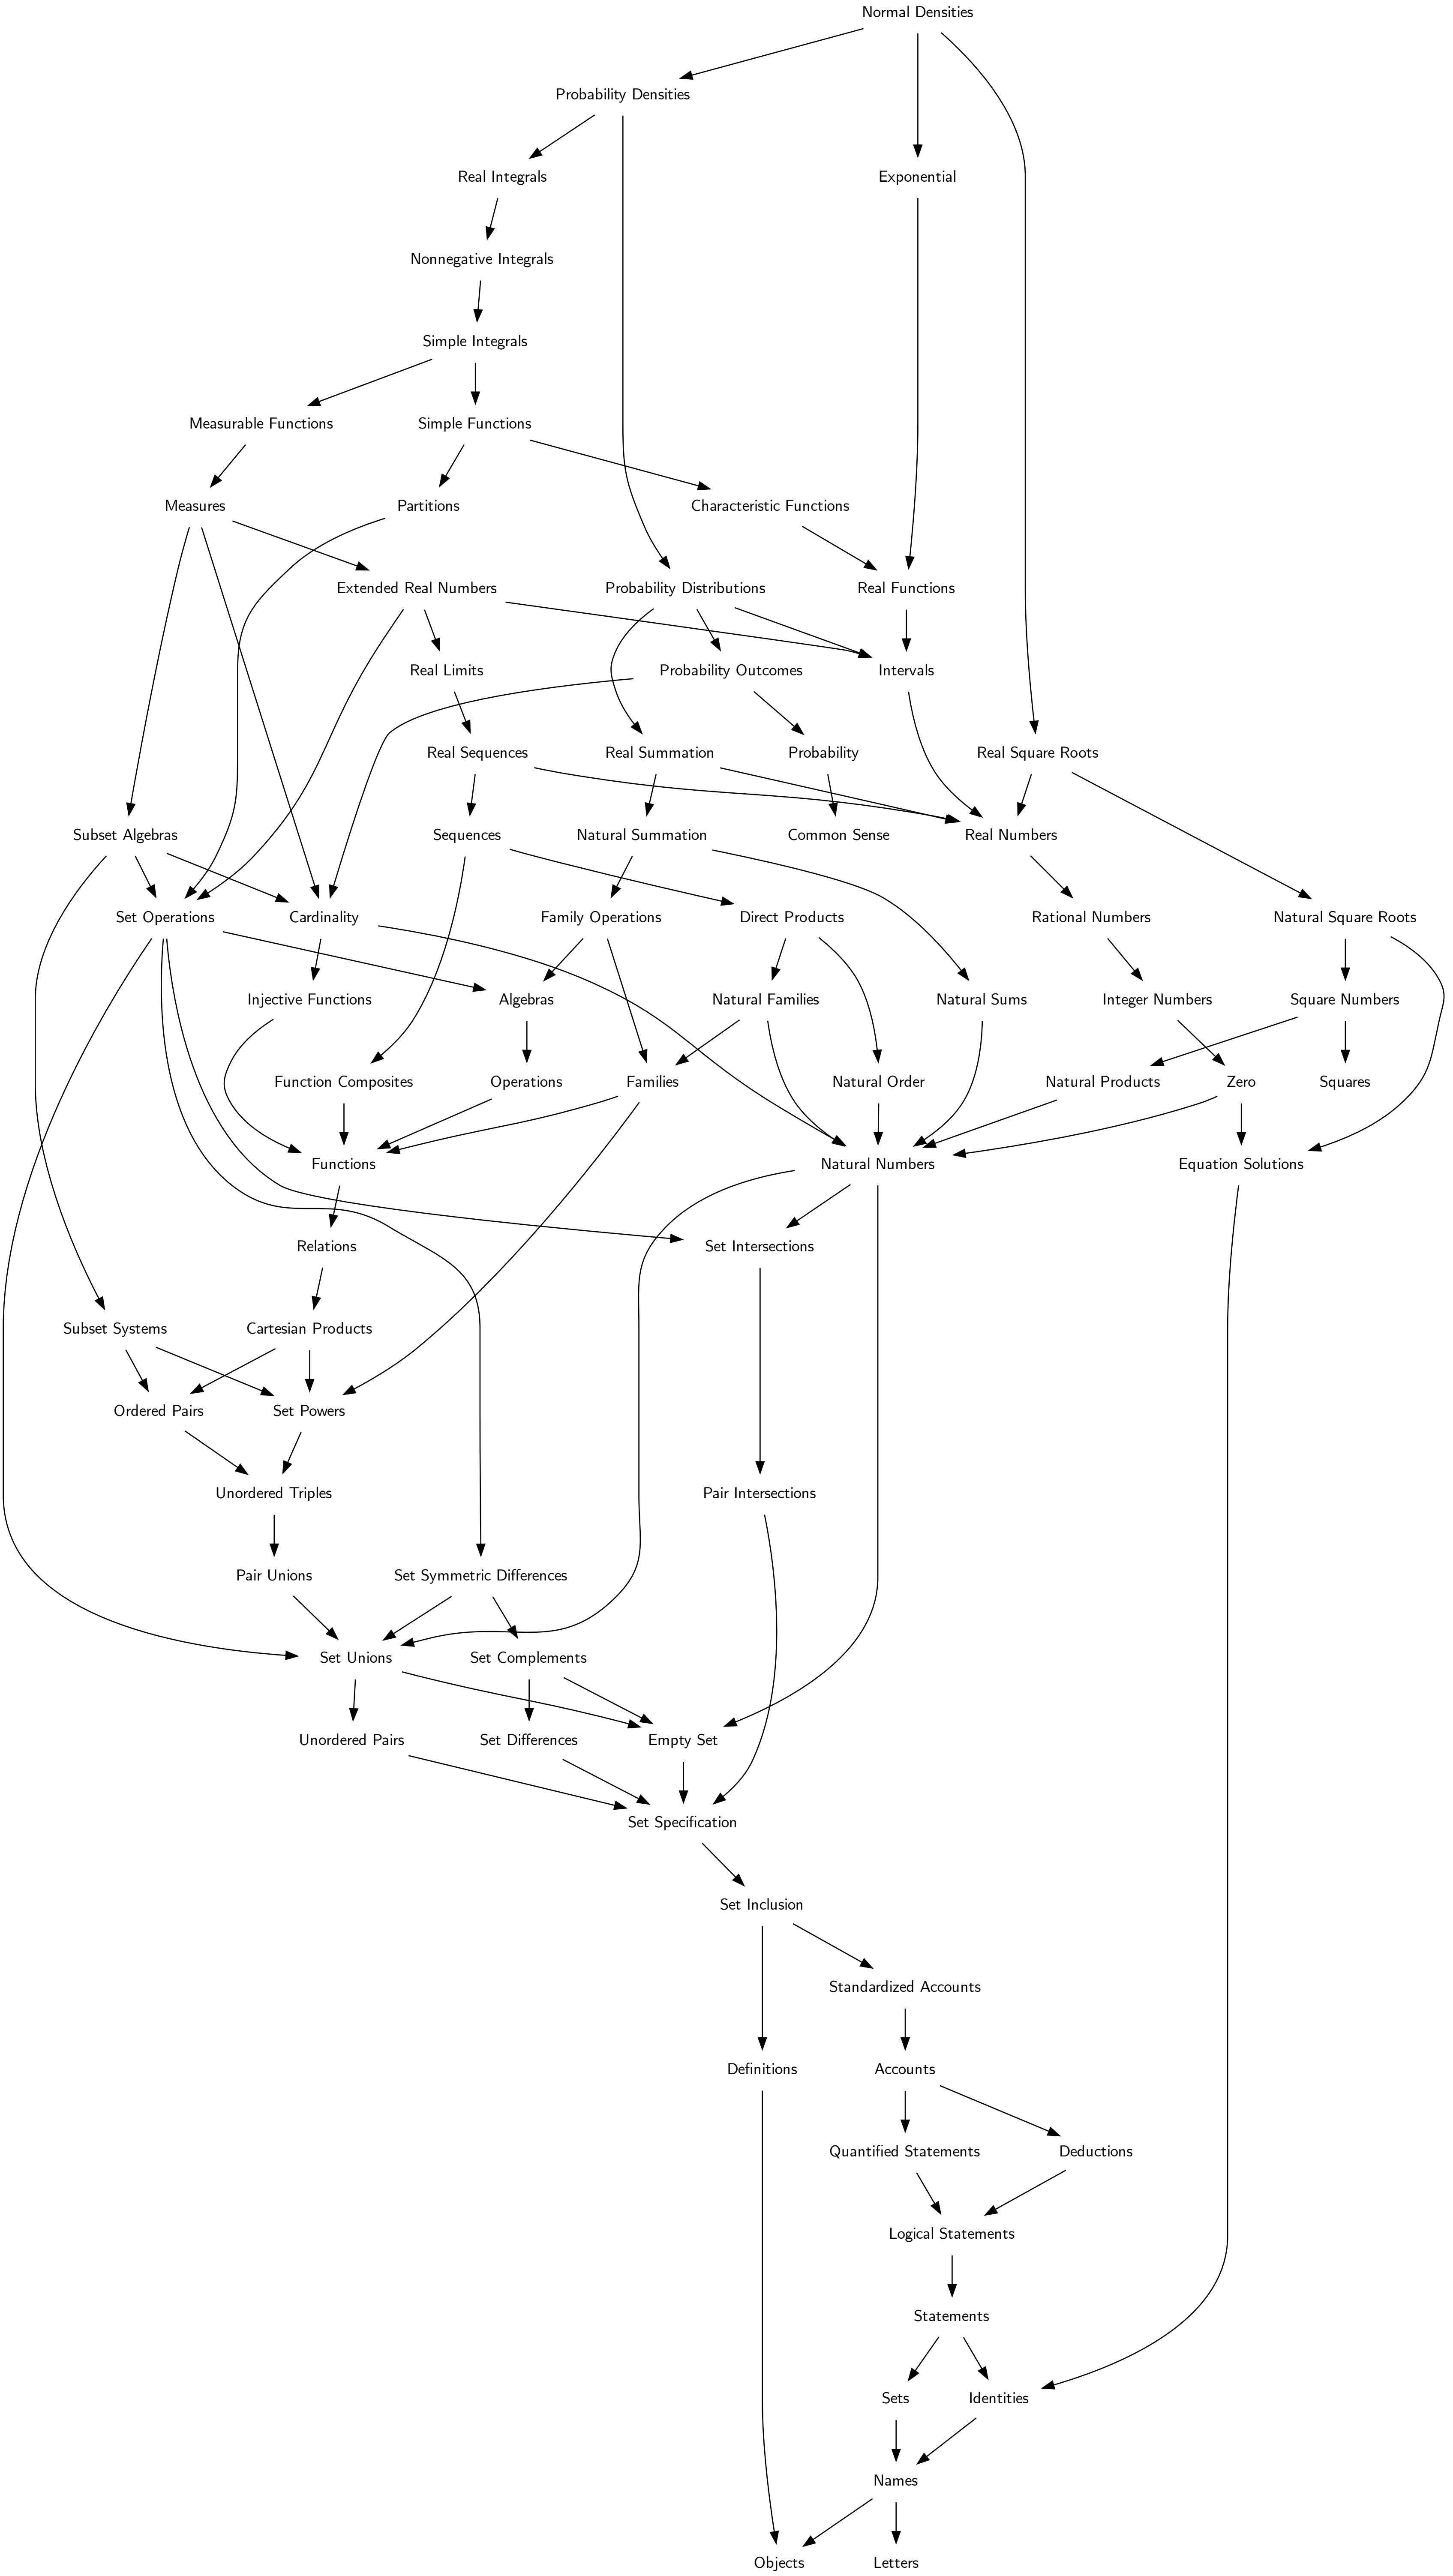 Normal Densities
Probability Densities
Real Integrals
Exponential
Nonnegative Integrals
Simple Integrals
Measurable Functions
Simple Functions
Measures
Partitions
Characteristic Functions
Extended Real Numbers
Probability Distributions
Real Functions
Real Limits
Probability Outcomes
Intervals
Real Sequences
Real Summation
Probability
Real Square Roots
Subset Algebras
Sequences
Natural Summation
Common Sense
Real Numbers
Set Operations
Cardinality
Family Operations
Direct Products
Rational Numbers
Natural Square Roots
Injective Functions
Algebras
Natural Families
Natural Sums
Integer Numbers
Square Numbers
Function Composites
Operations
Families
Natural Order
Natural Products
Zero
Squares
Functions
Natural Numbers
Equation Solutions
Relations
Set Intersections
Subset Systems
Cartesian Products
Ordered Pairs
Set Powers
Unordered Triples
Pair Intersections
Pair Unions
Set Symmetric Differences
Set Unions
Set Complements
Unordered Pairs
Set Differences
Empty Set
Set Specification
Set Inclusion
Standardized Accounts
Definitions
Accounts
Quantified Statements
Deductions
Logical Statements
Statements
Sets
Identities
Names
Objects
Letters